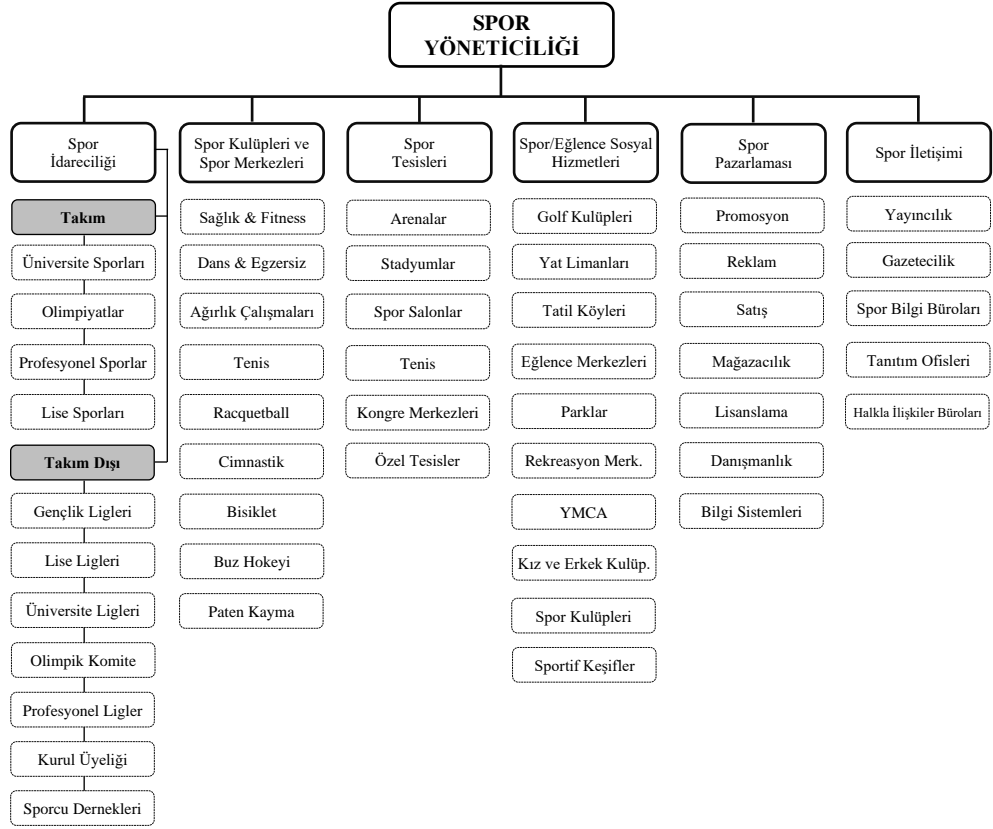 SPOR
YÖNETİCİLİĞİ
Spor
İdareciliği
Takım
Üniversite Sporları
Olimpiyatlar
Profesyonel Sporlar
Lise Sporları
Takım Dışı
Gençlik Ligleri
Lise Ligleri
Üniversite Ligleri
Olimpik Komite
Profesyonel Ligler
Kurul Üyeliği
Sporcu Dernekleri
Spor Kulüpleri ve
Spor Merkezleri
Sağlık & Fitness
Dans & Egzersiz
Ağırlık Çalışmaları
Tenis
Racquetball
Cimnastik
Bisiklet
Buz Hokeyi
Paten Kayma
Spor
Tesisleri
Arenalar
Stadyumlar
Spor Salonlar
Tenis
Kongre Merkezleri
Özel Tesisler
Spor/Eğlence Sosyal
Hizmetleri
Golf Kulüpleri
Yat Limanları
Tatil Köyleri
Eğlence Merkezleri
Parklar
Rekreasyon Merk.
YMCA
Kız ve Erkek Kulüp.
Spor Kulüpleri
Sportif Keşifler
Spor
Pazarlaması
Promosyon
Reklam
Satış
Mağazacılık
Lisanslama
Danışmanlık
Bilgi Sistemleri
Spor İletişimi
Yayıncılık
Gazetecilik
Spor Bilgi Büroları
Tanıtım Ofisleri
Halkla İlişkiler Büroları